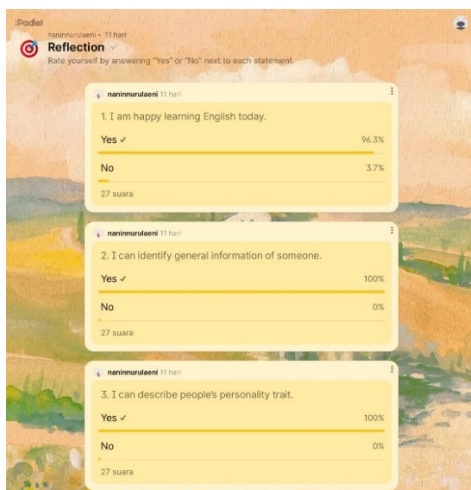 :Padlet
naninnurulaeni • 11 hari
Reflection
Rate yourself by answering "Yes" or "No" next to each statement.
naninnurulaeni 11 hari
1. I am happy learning English today.
Yes ✓ 96.3%
No 3.7%
27 suara
naninnurulaeni 11 hari
2. I can identify general information of someone.
Yes ✓ 100%
No 0%
27 suara
naninnurulaeni 11 hari
3. I can describe people's personality trait.
Yes ✓ 100%
No 0%
27 suara